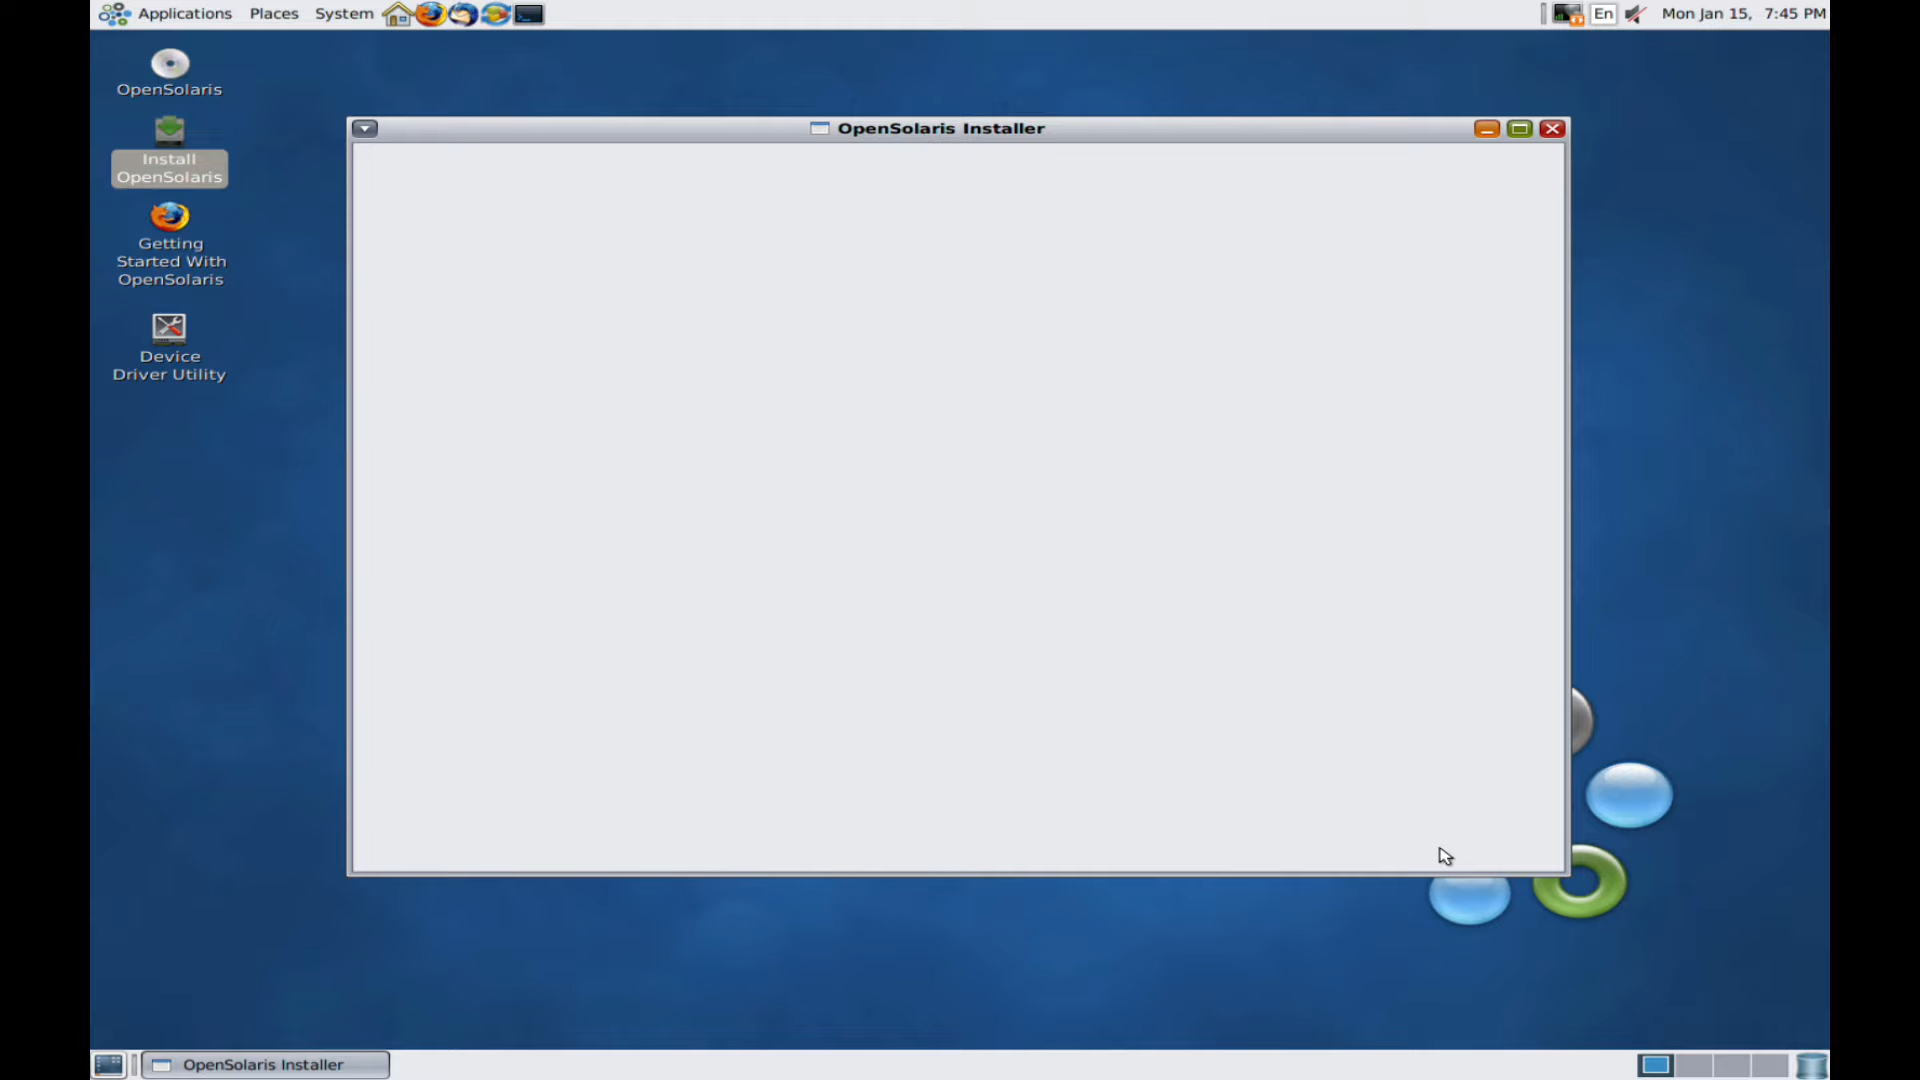 Applications Places System En Mon Jan 15, 7:45 PM
OpenSolaris
Install
OpenSolaris
Getting
Started With
OpenSolaris
Device
Driver Utility
OpenSolaris Installer
OpenSolaris Installer